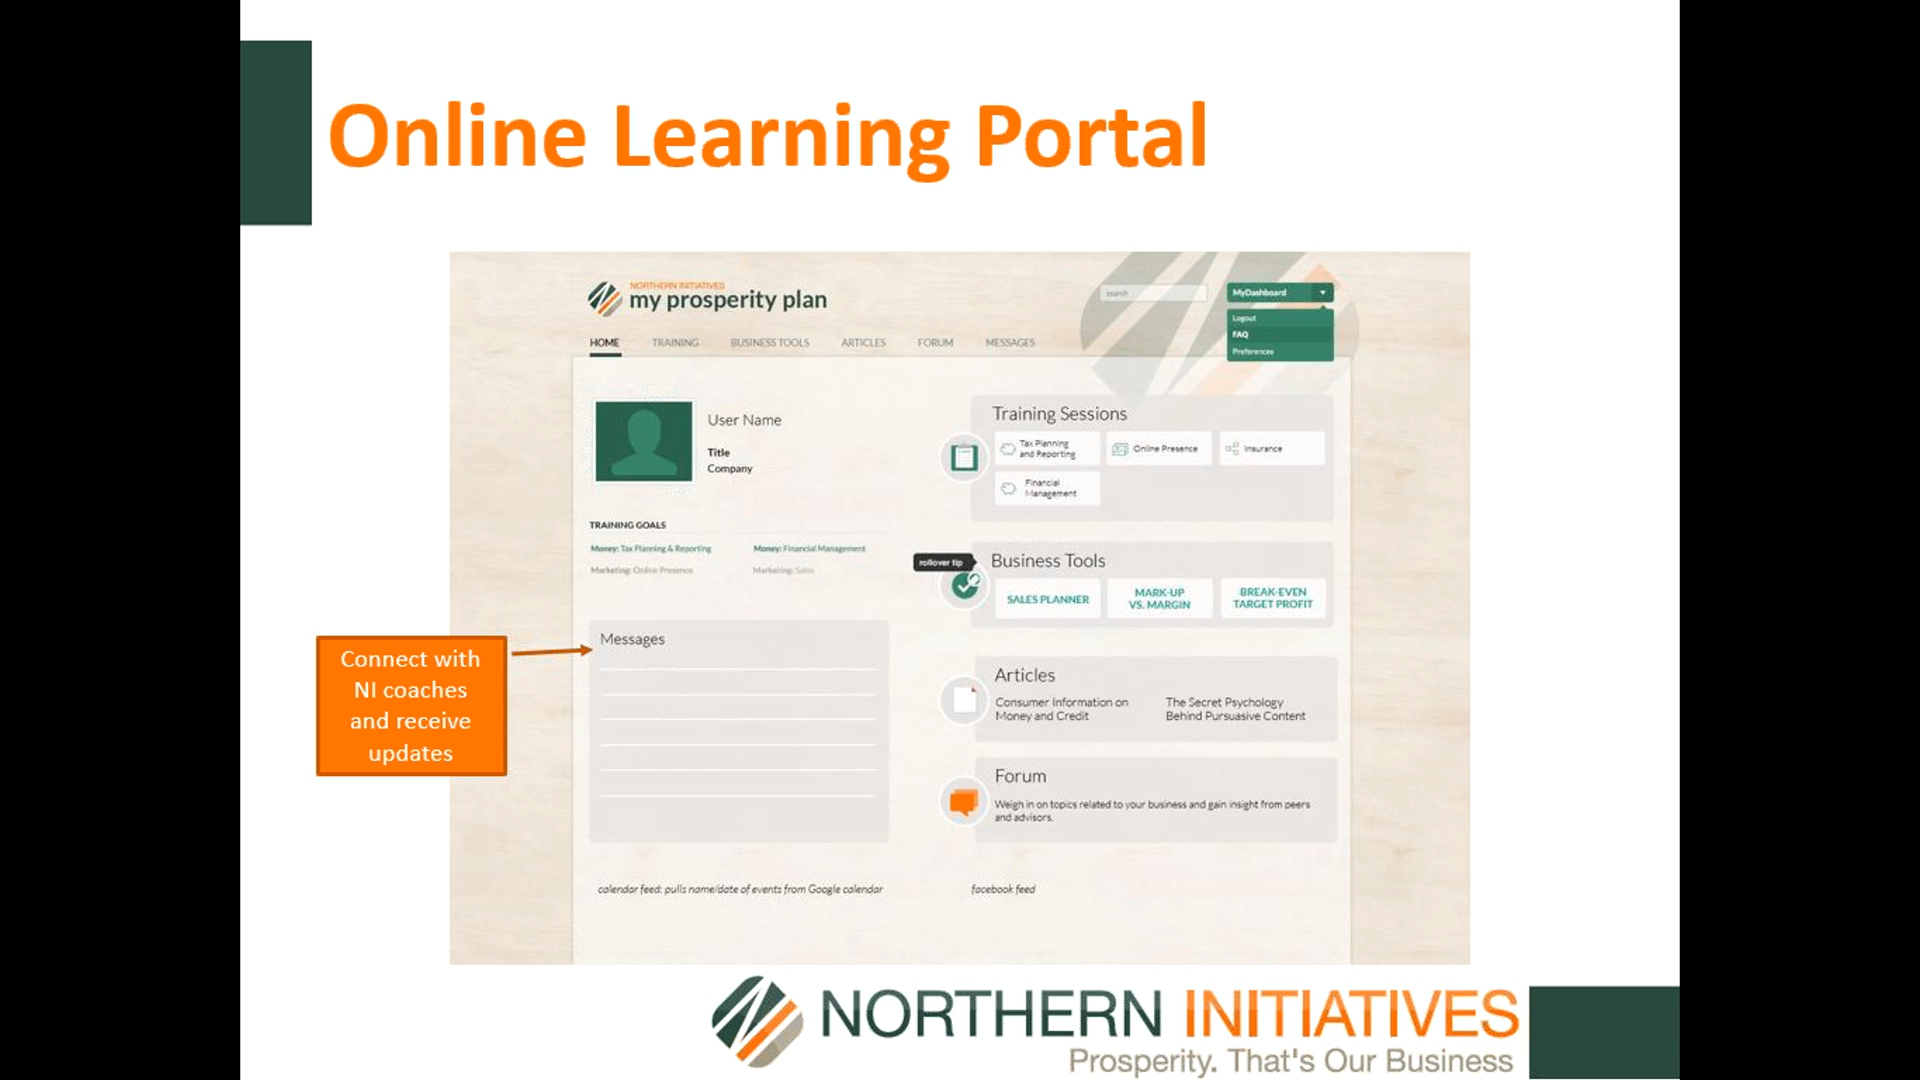 Online Learning Portal
NORTHERN INITIATIVES
my prosperity plan
search
MyDashboard
Logout
FAQ
Preferences
HOME
TRAINING
BUSINESS TOOLS
ARTICLES
FORUM
MESSAGES
User Name
Title
Company
TRAINING GOALS
Money: Tax Planning & Reporting
Money: Financial Management
Marketing: Online Presence
Marketing: Sales
Messages
Connect with
NI coaches
and receive
updates
Training Sessions
Tax Planning
and Reporting
Online Presence
Insurance
Financial
Management
rollover tip
Business Tools
SALES PLANNER
MARK-UP
VS. MARGIN
BREAK-EVEN
TARGET PROFIT
Articles
Consumer Information on
Money and Credit
The Secret Psychology
Behind Pursuasive Content
Forum
Weigh in on topics related to your business and gain insight from peers
and advisors.
calendar feed: pulls name/date of events from Google calendar
facebook feed
NORTHERN INITIATIVES
Prosperity. That's Our Business